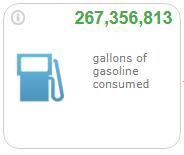 267,356,813
gallons of
gasoline
consumed